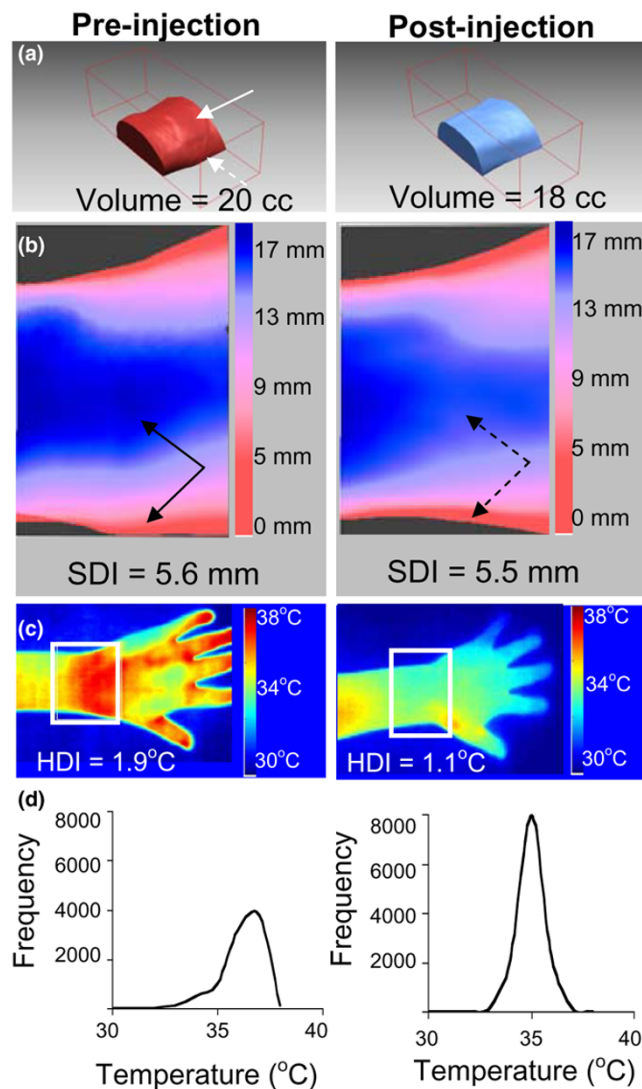 Pre-injection Post-injection
(a)
Volume = 20 cc Volume = 18 cc
(b)
17 mm 17 mm
13 mm 13 mm
9 mm 9 mm
5 mm 5 mm
0 mm 0 mm
SDI = 5.6 mm SDI = 5.5 mm
(c)
38°C 38°C
34°C 34°C
30°C 30°C
HDI = 1.9°C HDI = 1.1°C
(d)
Frequency Frequency
8000 8000
6000 6000
4000 4000
2000 2000
30 35 40 30 35 40
Temperature (°C) Temperature (°C)